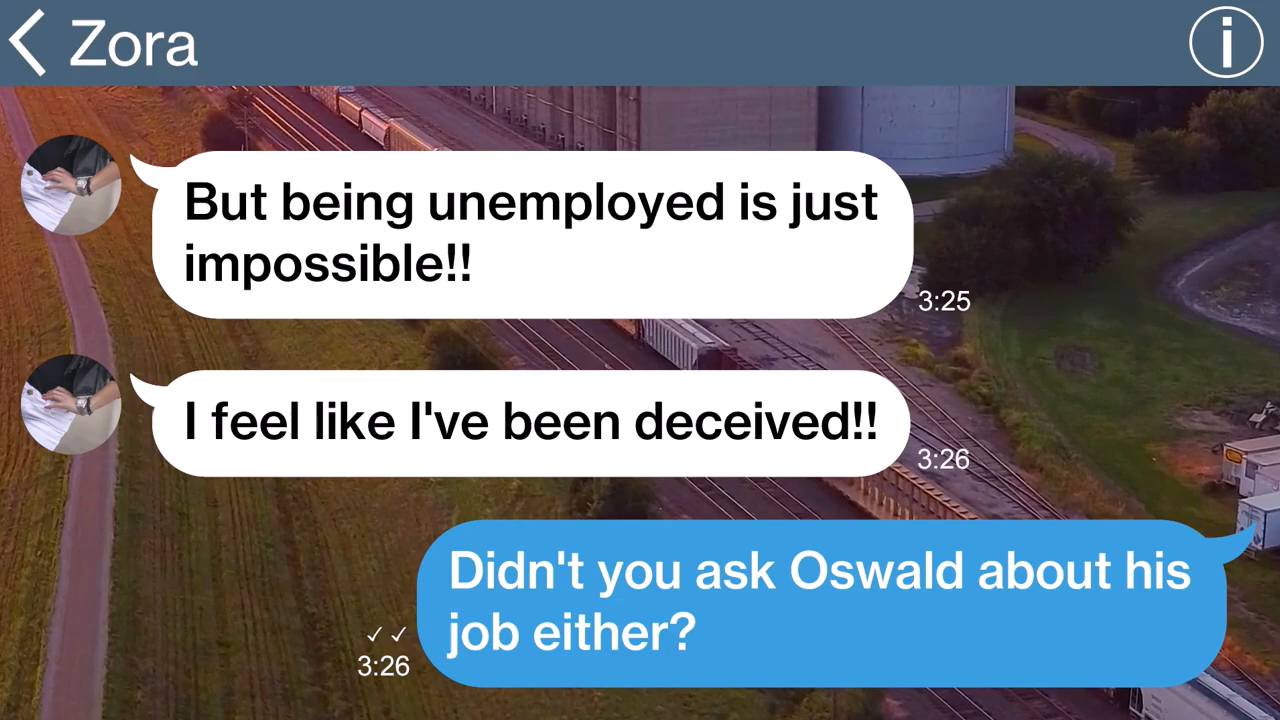 Zora
But being unemployed is just
impossible!!
3:25
I feel like I've been deceived!!
3:26
Didn't you ask Oswald about his
job either?
3:26